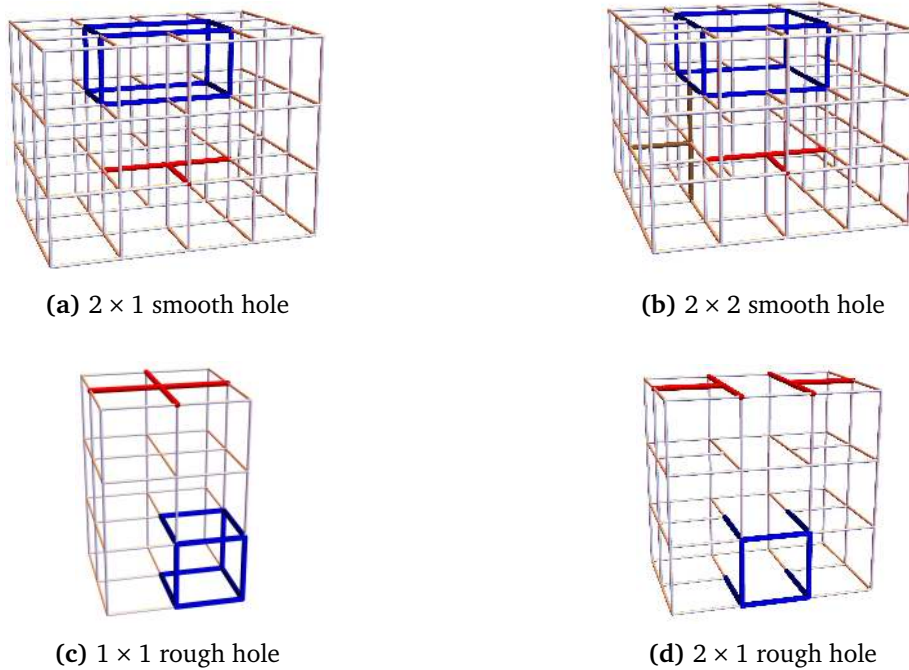 (a) 2 × 1 smooth hole
(b) 2 × 2 smooth hole
(c) 1 × 1 rough hole
(d) 2 × 1 rough hole